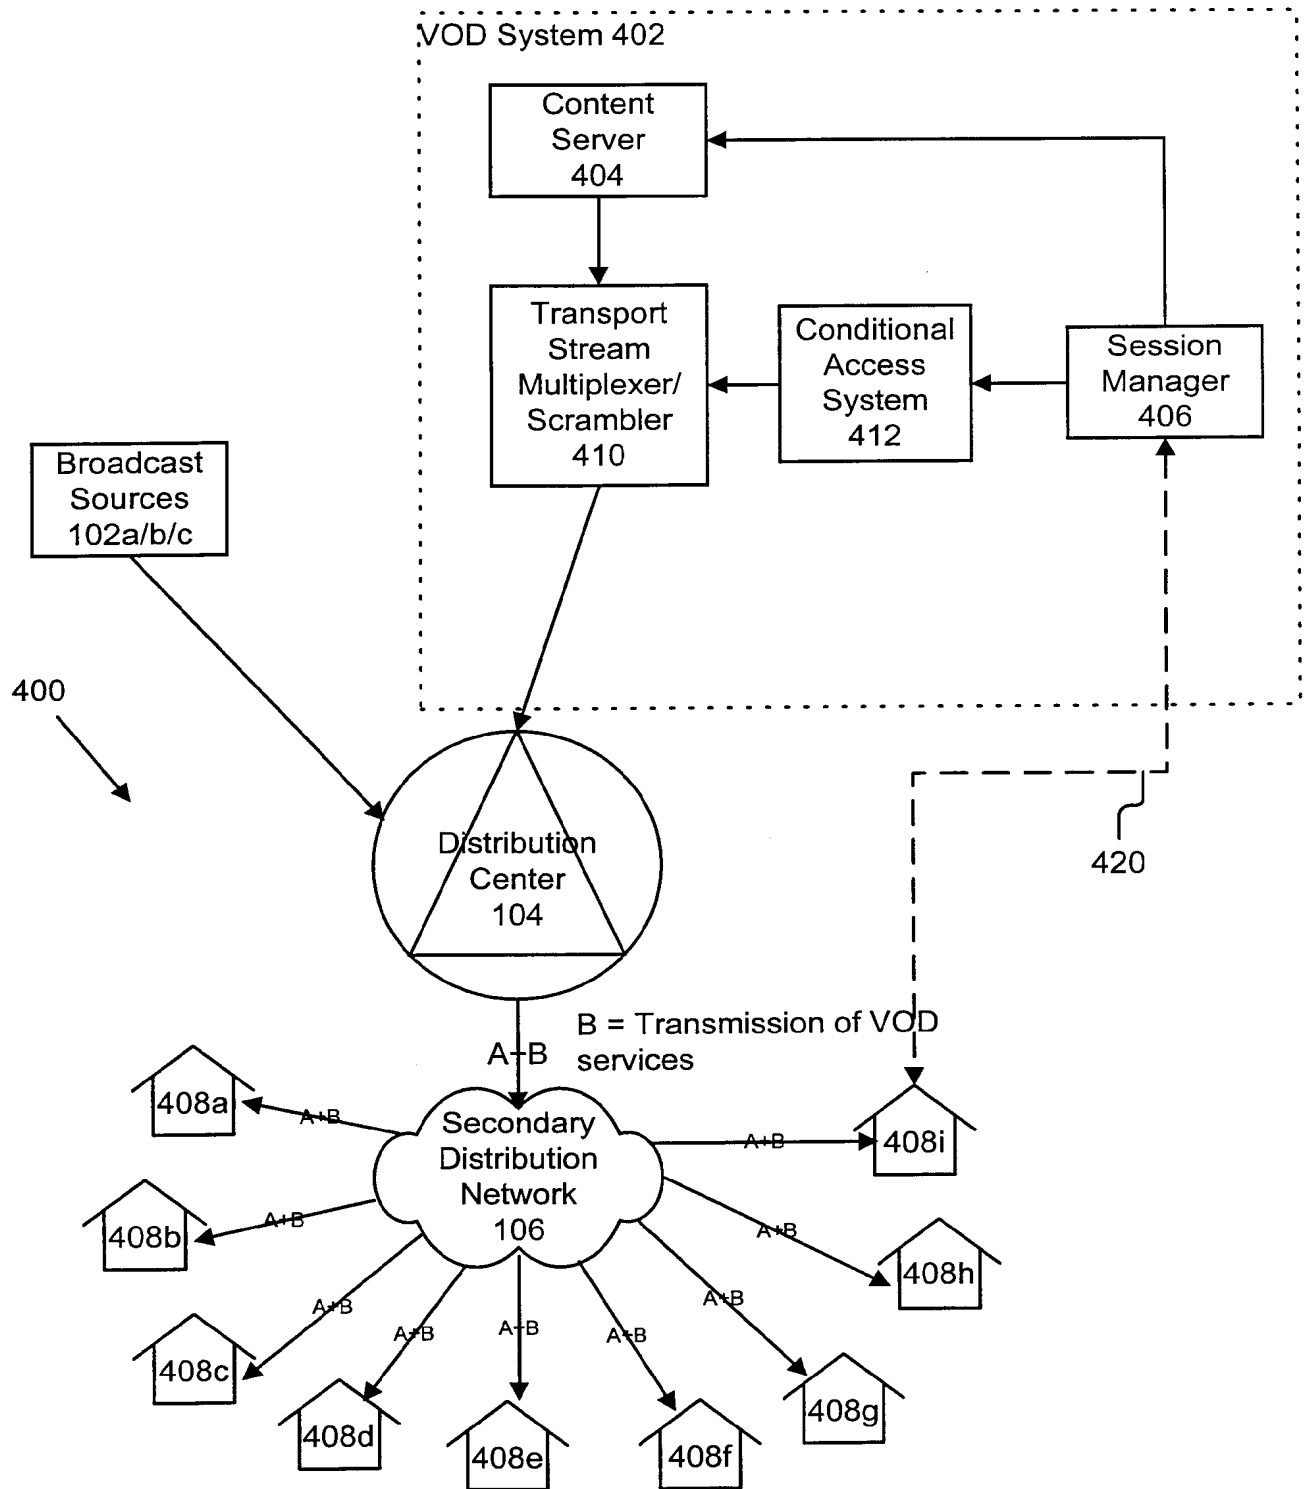 VOD System 402
Content
Server
404
Transport
Stream
Multiplexer/
Scrambler
410
Conditional
Access
System
412
Session
Manager
406
Broadcast
Sources
102a/b/c
400
Distribution
Center
104
420
B = Transmission of VOD
services
A+B
Secondary
Distribution
Network
106
408a
A+B
408b
A+B
408c
A+B
408d
A+B
408e
A+B
408f
A+B
408g
A+B
408h
A+B
408i
A+B